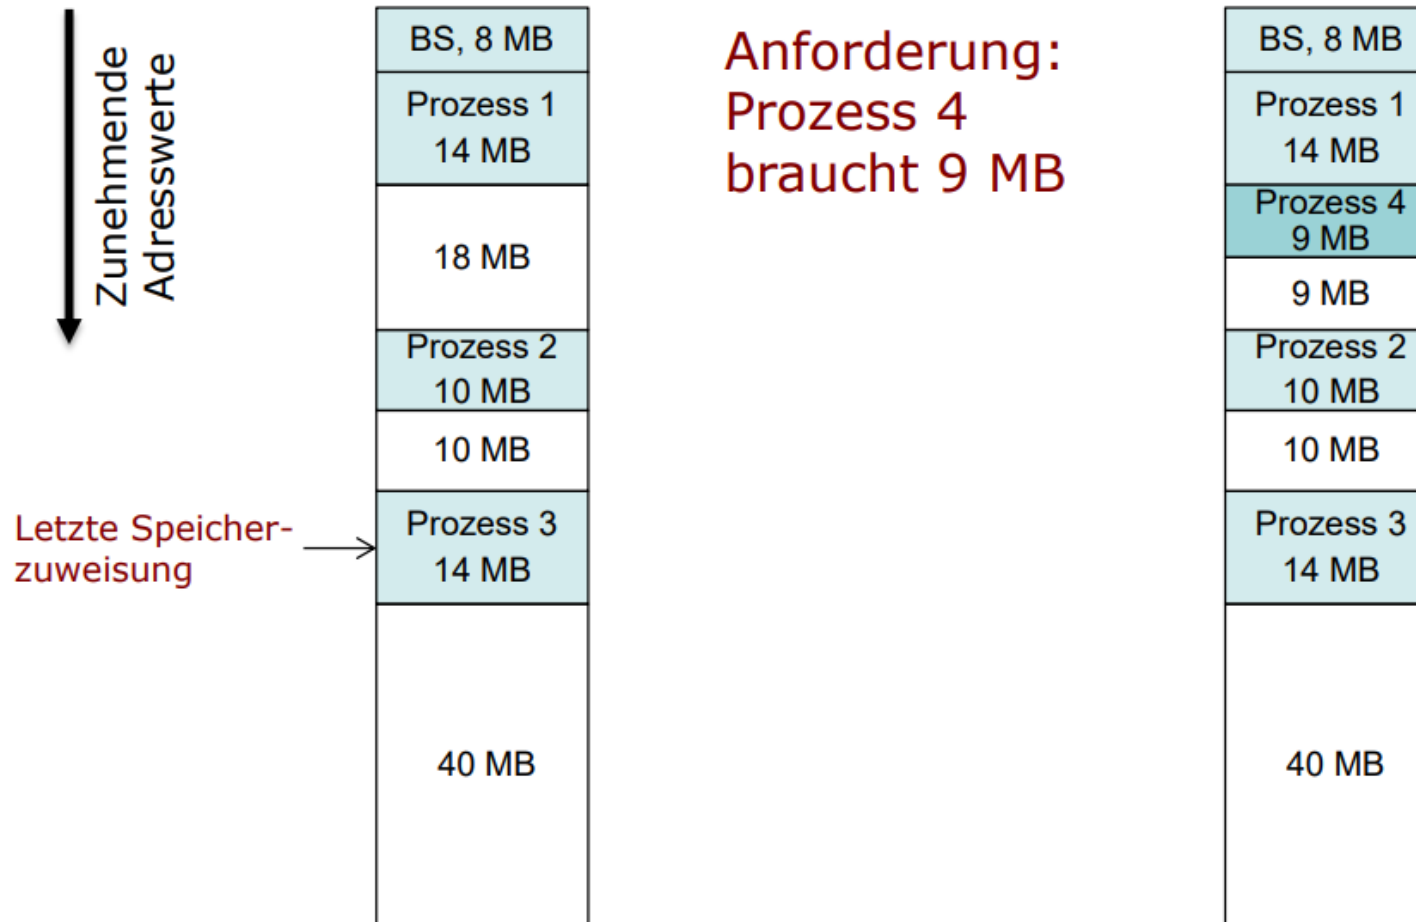 Zunehmende
Adresswerte
BS, 8 MB
Prozess 1
14 MB
18 MB
Prozess 2
10 MB
10 MB
Letzte Speicher-
zuweisung
Prozess 3
14 MB
40 MB
Anforderung:
Prozess 4
braucht 9 MB
BS, 8 MB
Prozess 1
14 MB
Prozess 4
9 MB
9 MB
Prozess 2
10 MB
10 MB
Prozess 3
14 MB
40 MB